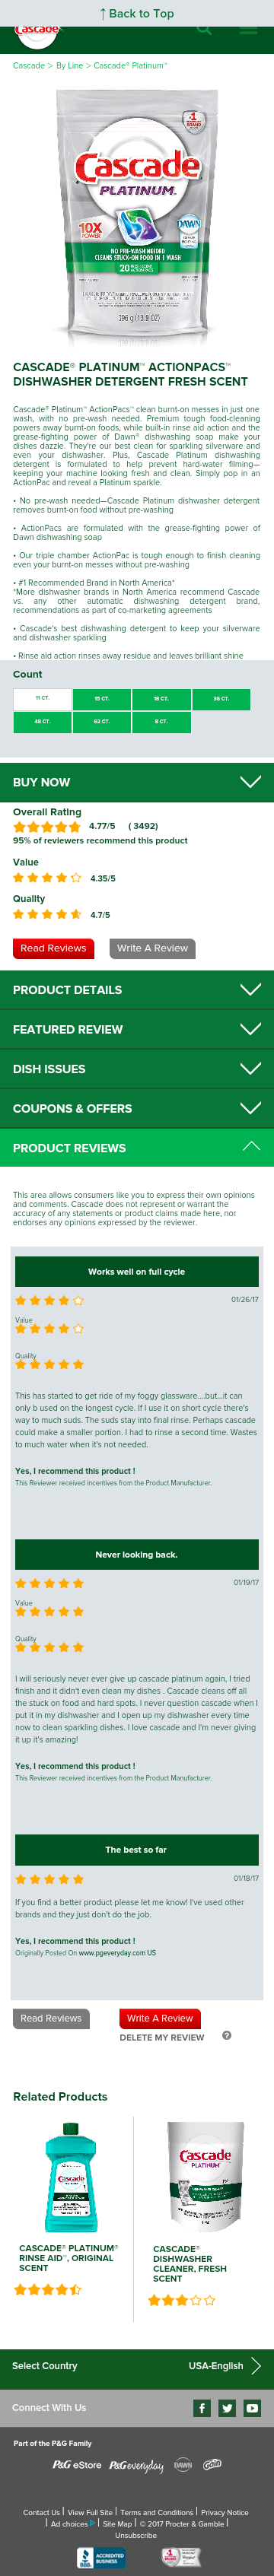 ↑ Back to Top
Cascade
Cascade > By Line > Cascade® Platinum™
#1
Cascade
PLATINUM
10X POWER
DAWN
NO PRE-WASH NEEDED
CLEANS STUCK-ON FOOD IN 1 WASH
20
396 g (13.9 OZ)
CASCADE® PLATINUM™ ACTIONPACS™
DISHWASHER DETERGENT FRESH SCENT
Cascade® Platinum™ ActionPacs™ clean burnt-on messes in just one
wash, with no pre-wash needed. Premium tough food-cleaning
powers away burnt-on foods, while built-in rinse aid action and the
grease-fighting power of Dawn® dishwashing soap make your
dishes dazzle. They're our best clean for sparkling silverware and
even your dishwasher. Plus, Cascade Platinum dishwashing
detergent is formulated to help prevent hard-water filming—
keeping your machine looking fresh and clean. Simply pop in an
ActionPac and reveal a Platinum sparkle.
• No pre-wash needed—Cascade Platinum dishwasher detergent
removes burnt-on food without pre-washing
• ActionPacs are formulated with the grease-fighting power of
Dawn dishwashing soap
• Our triple chamber ActionPac is tough enough to finish cleaning
even your burnt-on messes without pre-washing
• #1 Recommended Brand in North America*
*More dishwasher brands in North America recommend Cascade
vs. any other automatic dishwashing detergent brand,
recommendations as part of co-marketing agreements
• Cascade's best dishwashing detergent to keep your silverware
and dishwasher sparkling
• Rinse aid action rinses away residue and leaves brilliant shine
Count
11 CT. 15 CT. 18 CT. 36 CT.
48 CT. 62 CT. 8 CT.
BUY NOW
Overall Rating
4.77/5 ( 3492)
95% of reviewers recommend this product
Value
4.35/5
Quality
4.7/5
Read Reviews Write A Review
PRODUCT DETAILS
FEATURED REVIEW
DISH ISSUES
COUPONS & OFFERS
PRODUCT REVIEWS
This area allows consumers like you to express their own opinions
and comments. Cascade does not represent or warrant the
accuracy of any statements or product claims made here, nor
endorses any opinions expressed by the reviewer.
Works well on full cycle
01/26/17
Value
Quality
This has started to get ride of my foggy glassware....but...it can
only be used on the longest cycle. If I use it on short cycle there's
way to much suds. The suds stay into final rinse. Perhaps cascade
could make a smaller portion. I had to rinse a second time. Wastes
to much water when it's not needed.
Yes, I recommend this product !
This Reviewer received incentives from the Product Manufacturer.
Never looking back.
01/19/17
Value
Quality
I will seriously never ever give up cascade platinum again, I tried
finish and it didn't even clean my dishes . Cascade cleans off all
the stuck on food and hard spots. I never question cascade when I
put it in my dishwasher and I open up my dishwasher every time
now to clean sparkling dishes. I love cascade and I'm never giving
it up it's amazing!
Yes, I recommend this product !
This Reviewer received incentives from the Product Manufacturer.
The best so far
01/18/17
If you find a better product please let me know! I've used other
brands and they just don't do the job.
Yes, I recommend this product !
Originally Posted On www.pgeveryday.com US
Read Reviews Write A Review
DELETE MY REVIEW ?
Related Products
Cascade
Cascade
PLATINUM
CASCADE® PLATINUM®
RINSE AID™, ORIGINAL
SCENT
CASCADE®
DISHWASHER
CLEANER, FRESH
SCENT
Select Country USA-English
Connect With Us
Part of the P&G Family
P&G eStore P&G everyday DAWN Gain
Contact Us | View Full Site | Terms and Conditions | Privacy Notice
| Ad choices | Site Map | © 2017 Procter & Gamble |
Unsubscribe
BBB ACCREDITED BUSINESS